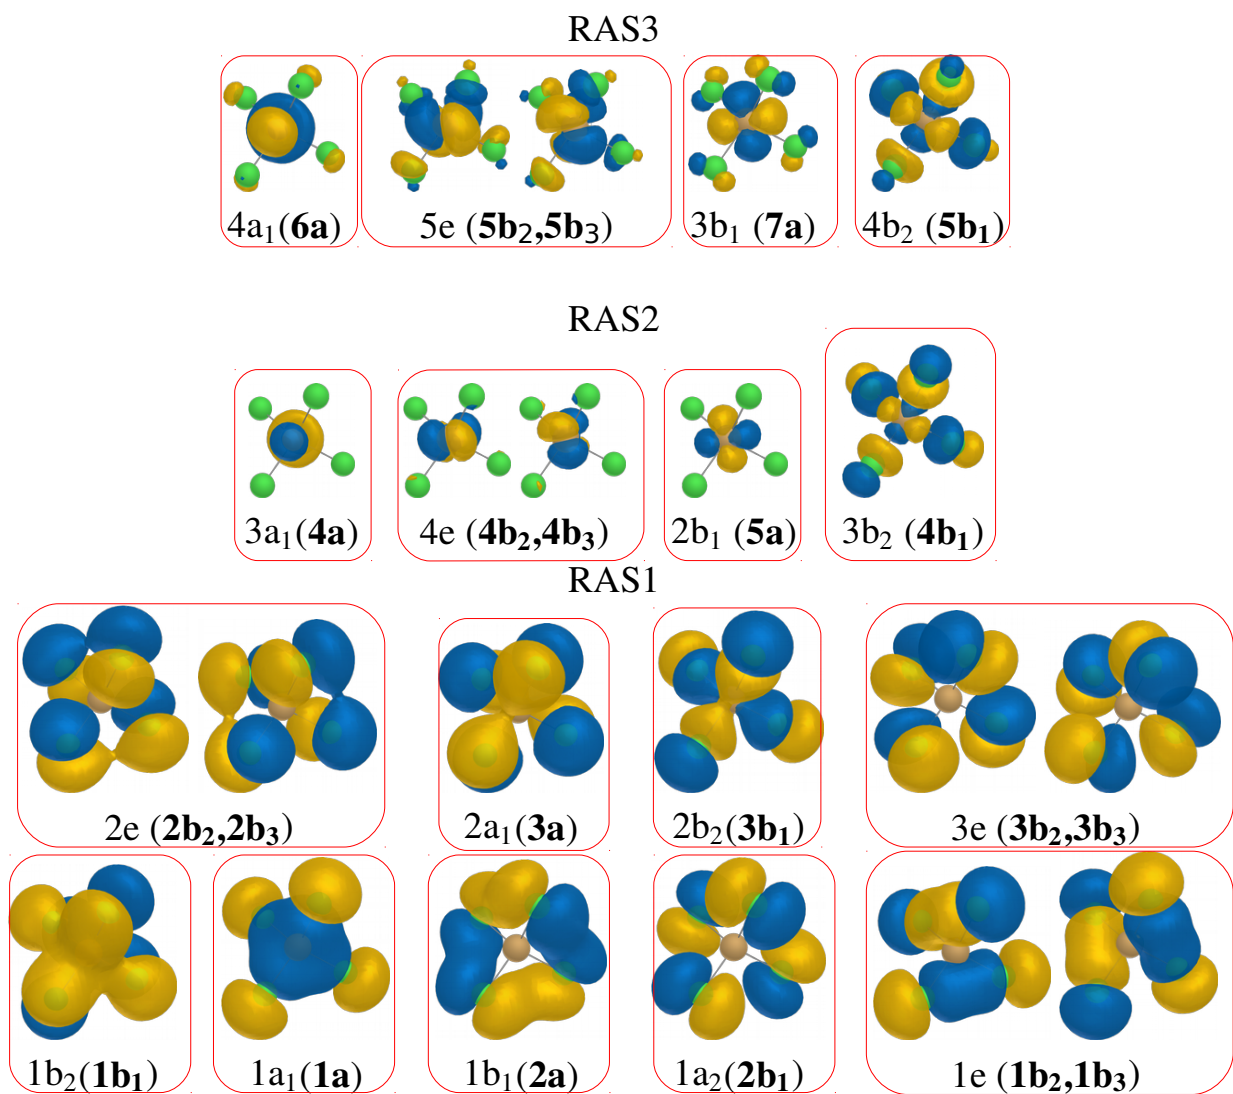 RAS3
4a₁(6a) 5e (5b₂,5b₃) 3b₁ (7a) 4b₂ (5b₁)
RAS2
3a₁(4a) 4e (4b₂,4b₃) 2b₁ (5a) 3b₂ (4b₁)
RAS1
2e (2b₂,2b₃) 2a₁(3a) 2b₂(3b₁) 3e (3b₂,3b₃)
1b₂(1b₁) 1a₁(1a) 1b₁(2a) 1a₂(2b₁) 1e (1b₂,1b₃)